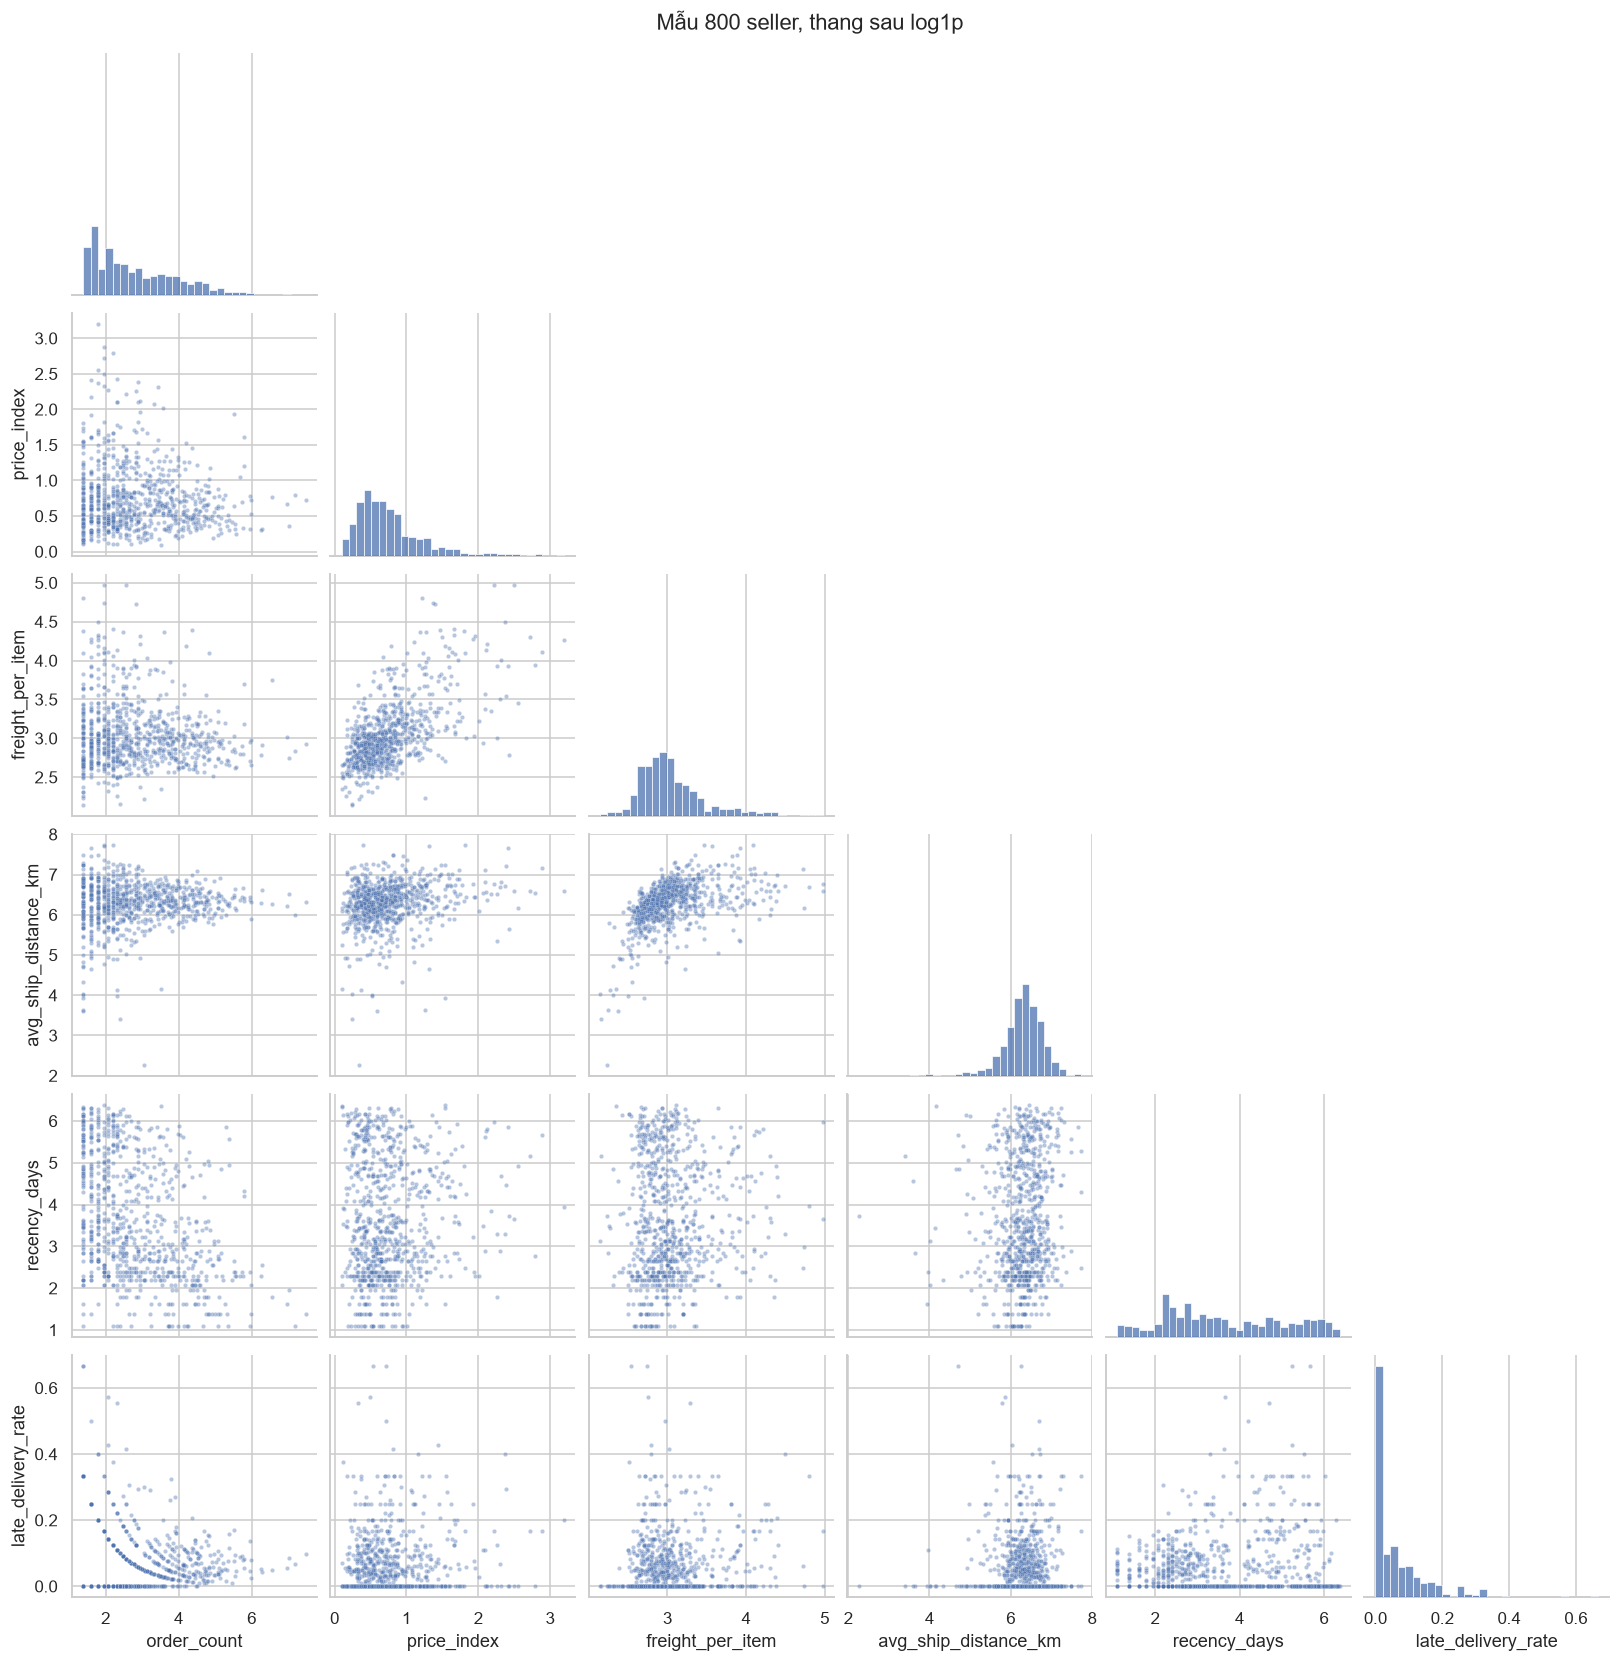 Mẫu 800 seller, thang sau log1p
price_index
3.0
2.5
2.0
1.5
1.0
0.5
0.0
freight_per_item
5.0
4.5
4.0
3.5
3.0
2.5
avg_ship_distance_km
8
7
6
5
4
3
2
recency_days
6
5
4
3
2
1
late_delivery_rate
0.6
0.4
0.2
0.0
2 4 6
0 1 2 3
3 4 5
2 4 6 8
2 4 6
0.0 0.2 0.4 0.6
order_count
price_index
freight_per_item
avg_ship_distance_km
recency_days
late_delivery_rate